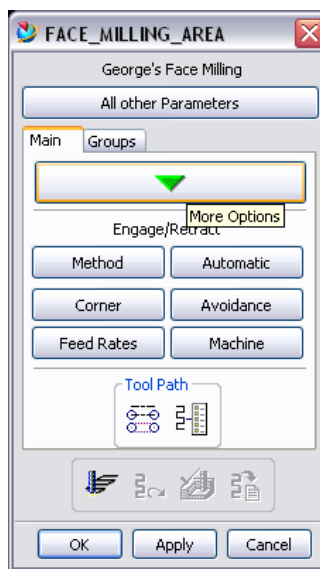 FACE_MILLING_AREA
George's Face Milling
All other Parameters
Main Groups
More Options
Engage/Retract
Method Automatic
Corner Avoidance
Feed Rates Machine
Tool Path
OK Apply Cancel